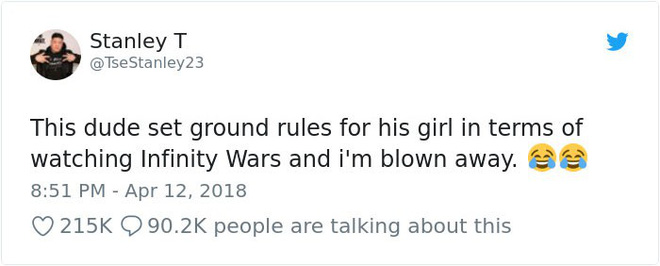 Stanley T
@TseStanley23
This dude set ground rules for his girl in terms of
watching Infinity Wars and i'm blown away. 😂😂
8:51 PM - Apr 12, 2018
215K 90.2K people are talking about this